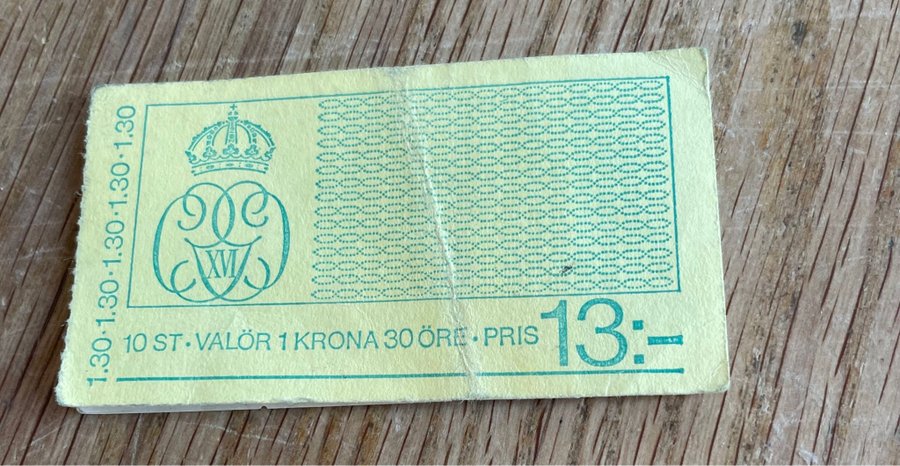 1.30·1.30·1.30·1.30·1.30
XVI
10 ST·VALÖR 1 KRONA 30 ÖRE·PRIS 13:-